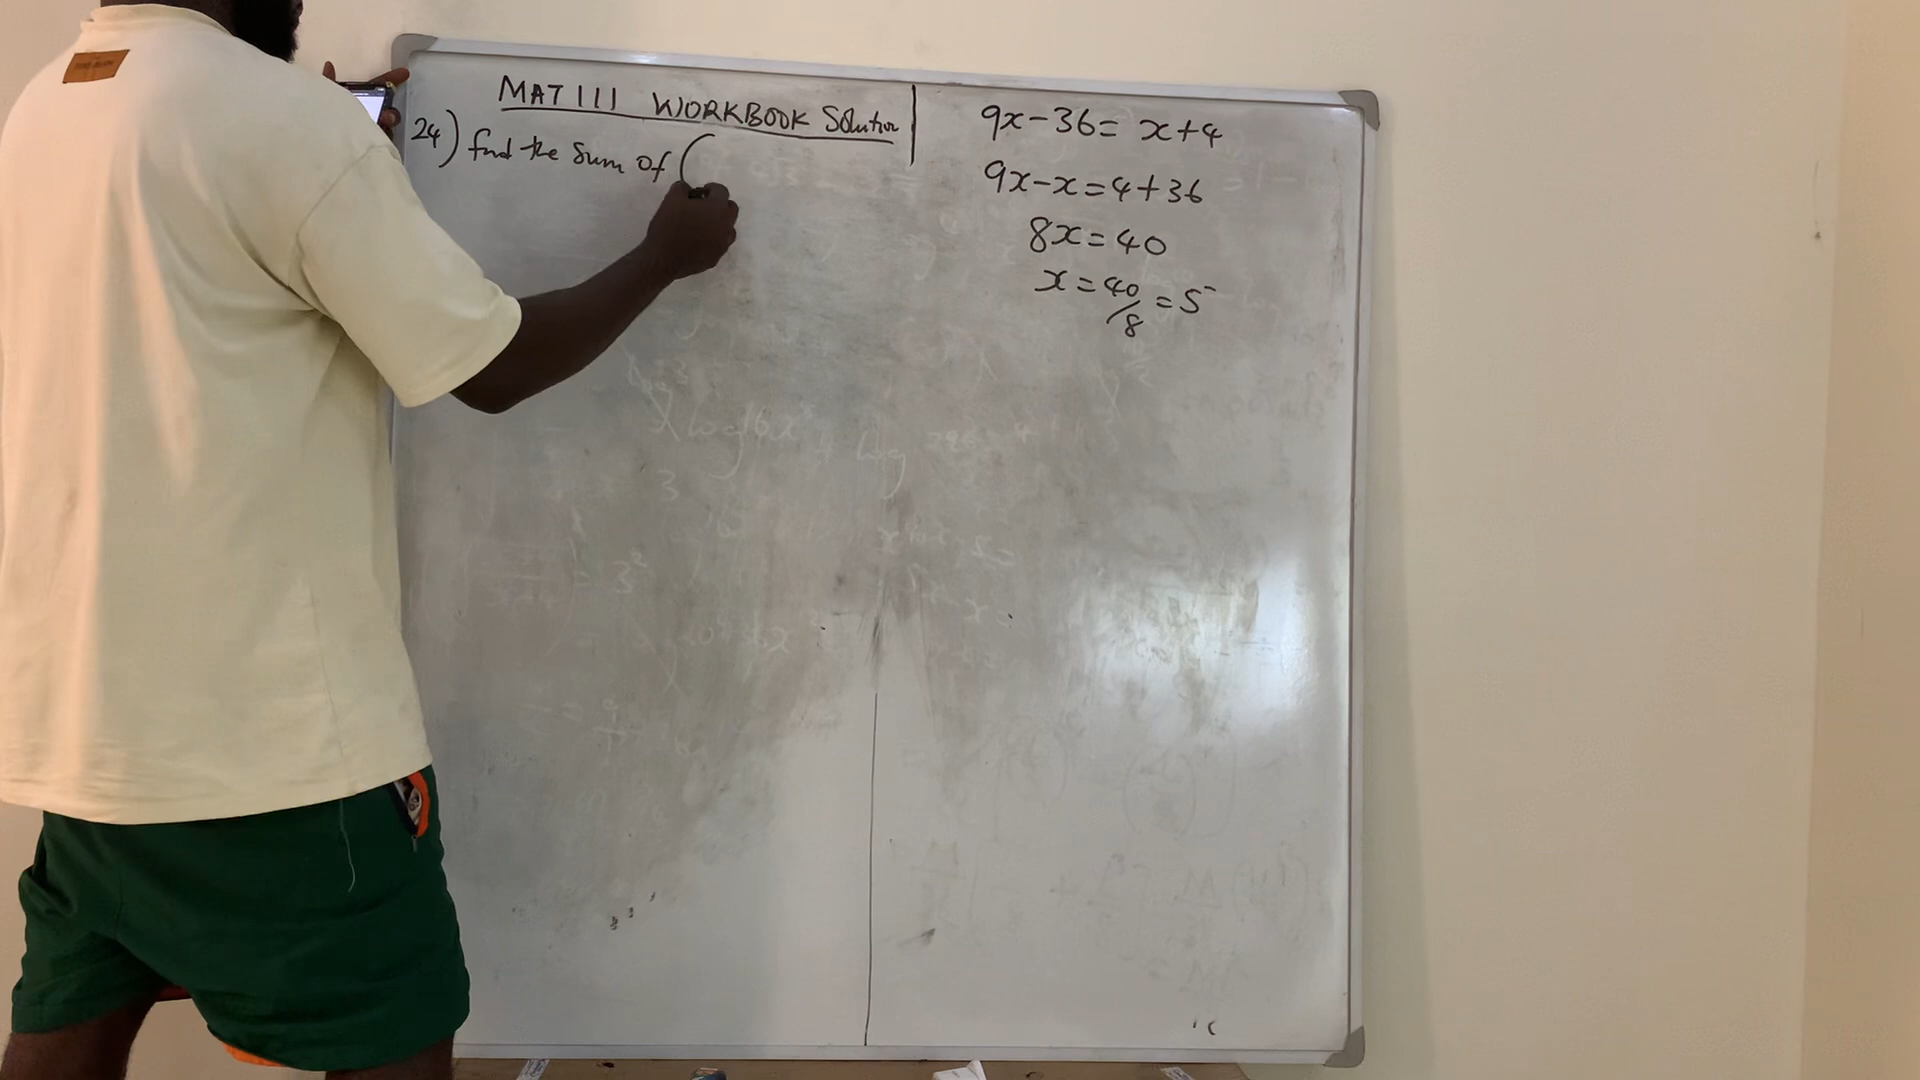 MAT 111 WORKBOOK Solution
24) find the sum of (
9x-36= x+4
9x-x=4+36
8x=40
x=40/8=5